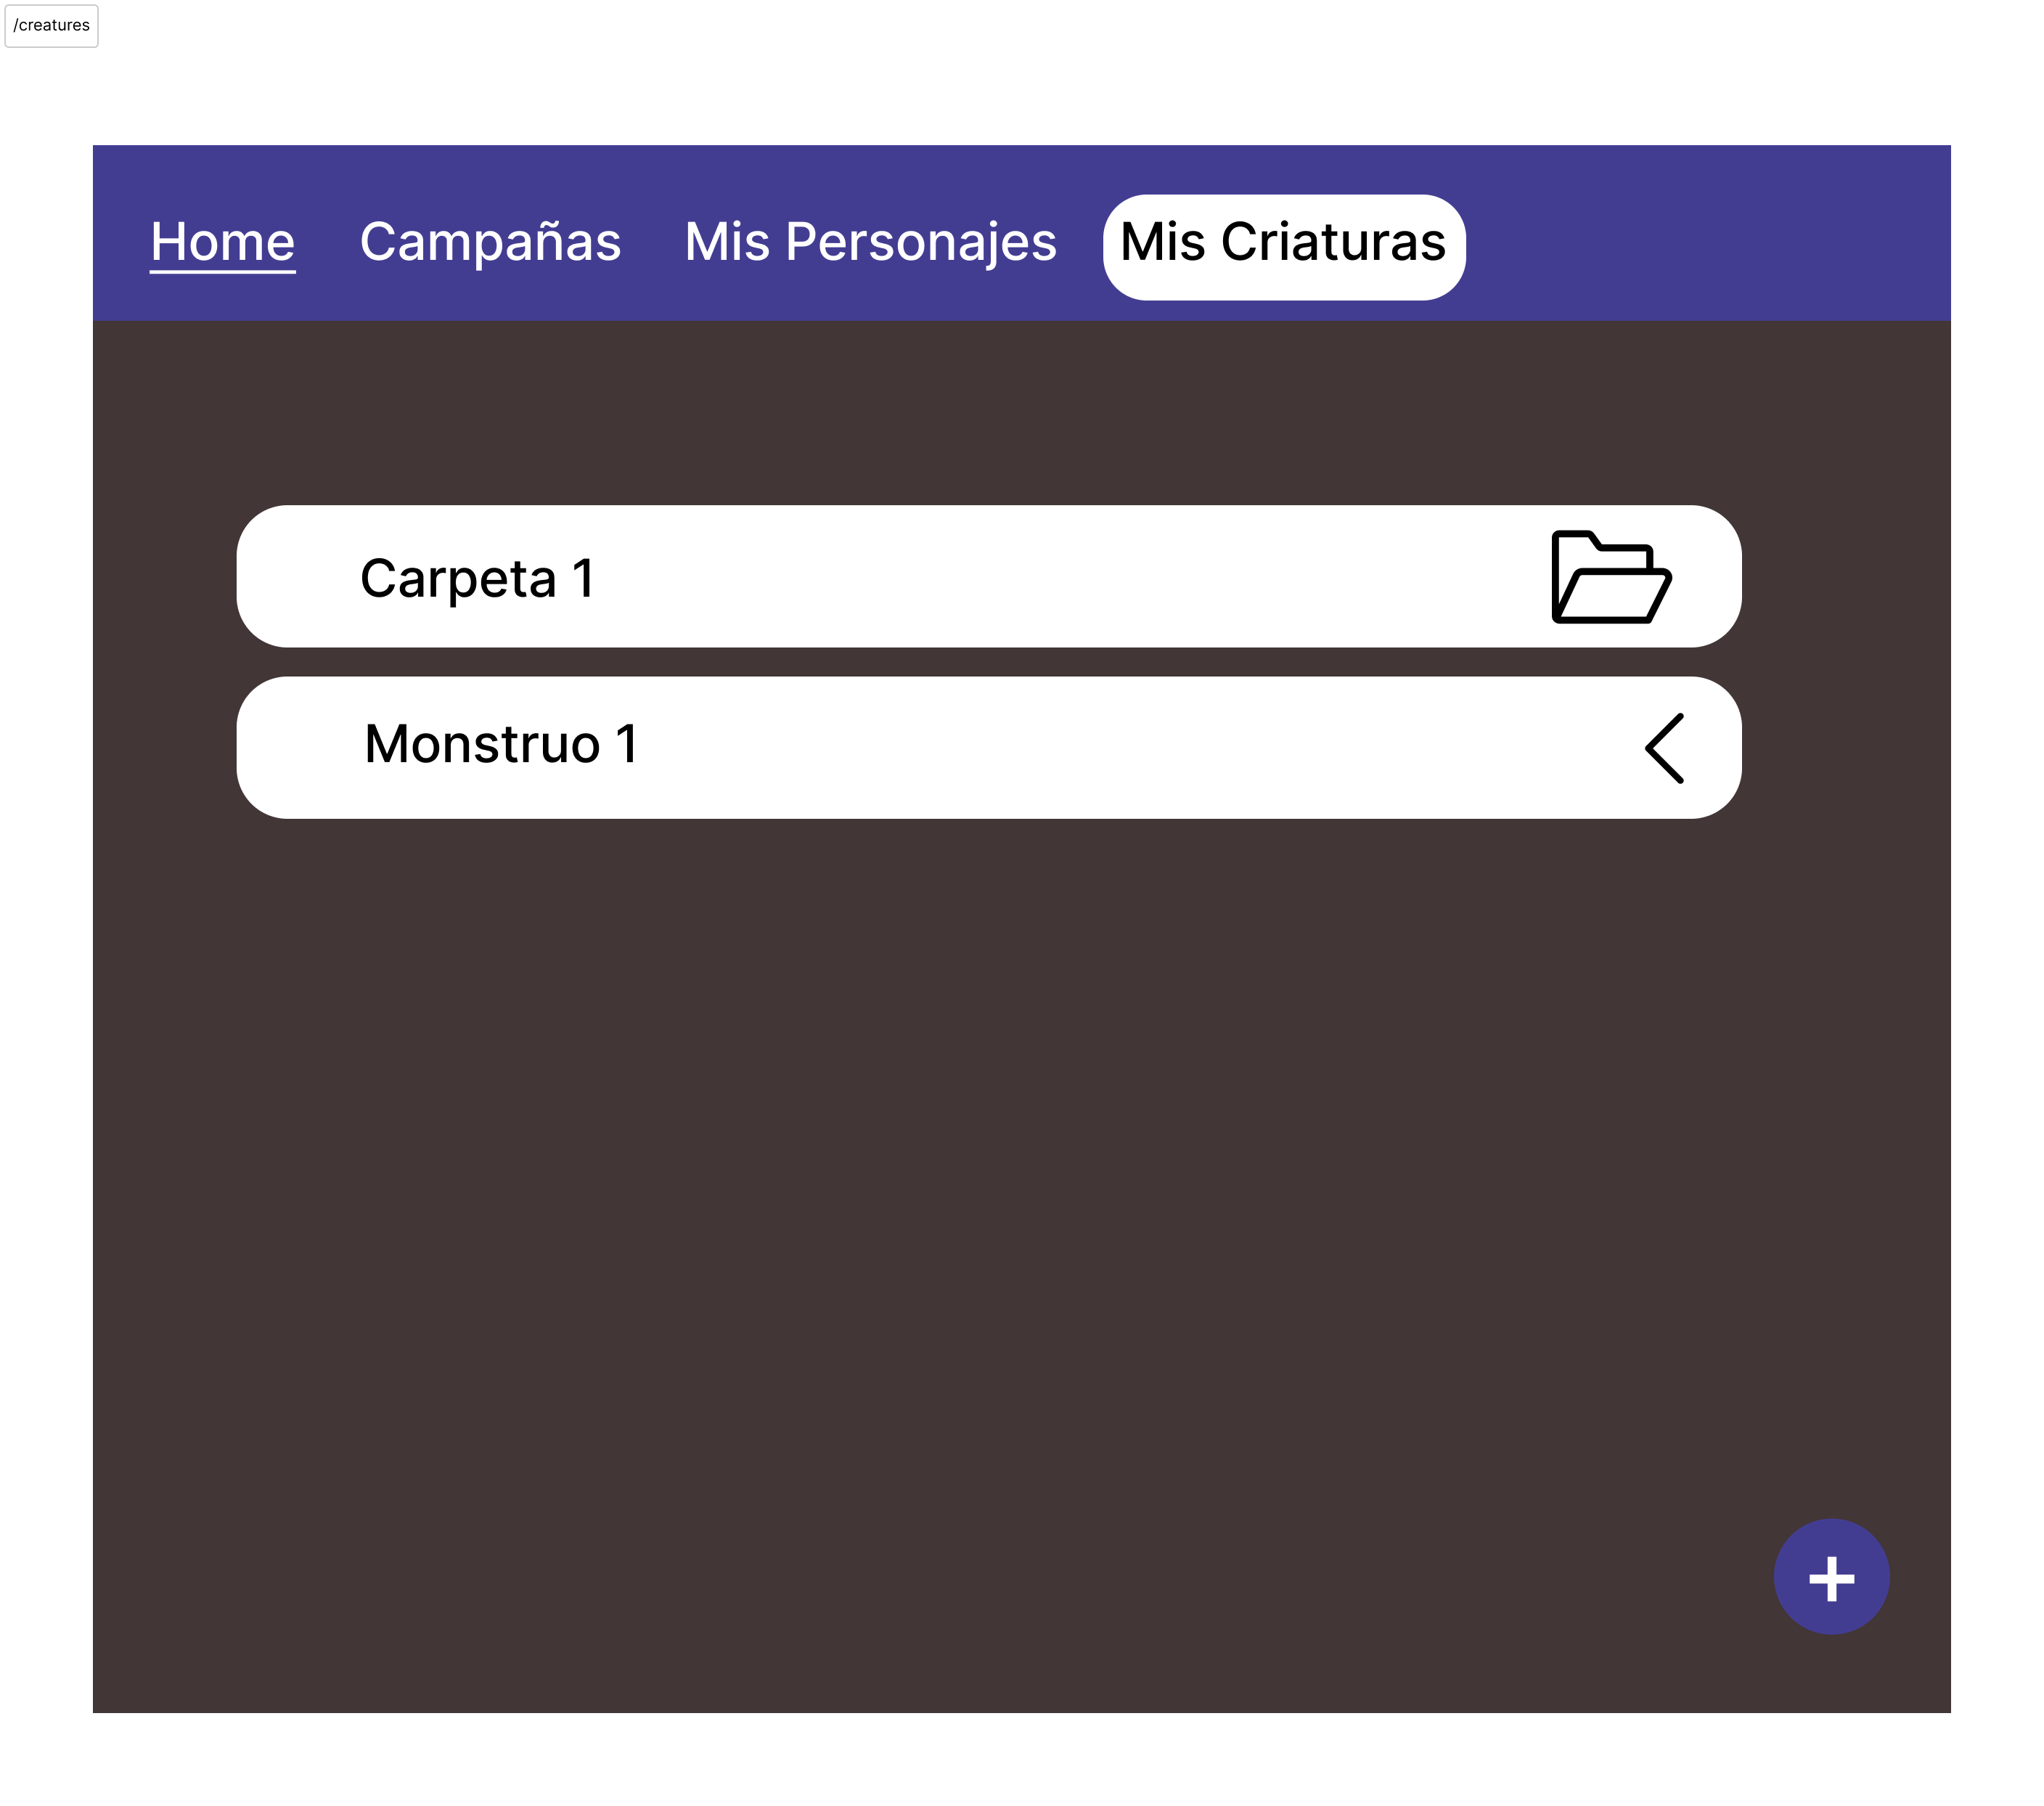 /creatures
Home Campañas Mis Personajes Mis Criaturas
Carpeta 1
Monstruo 1
+